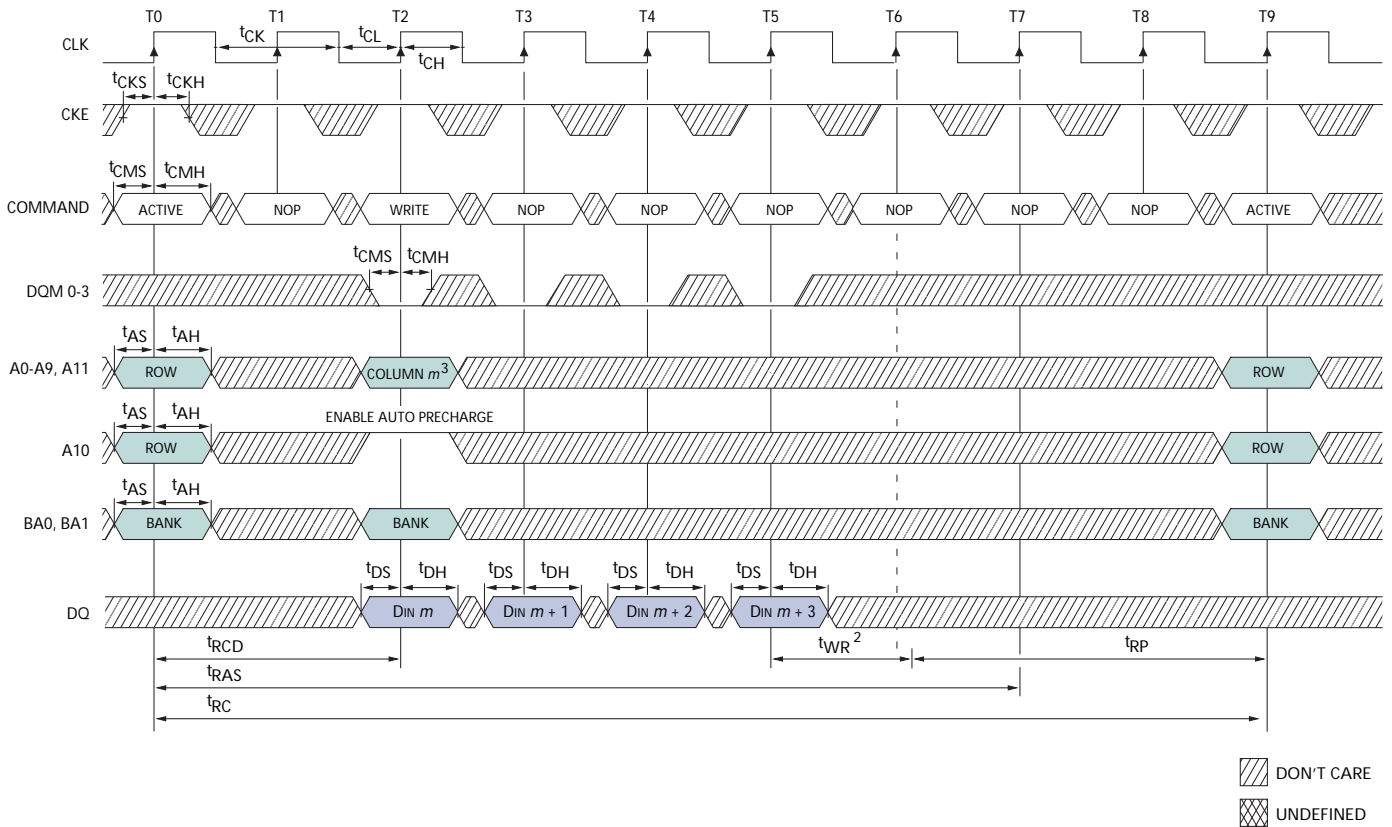 T0 T1 T2 T3 T4 T5 T6 T7 T8 T9
CLK
tCK tCL
tCH
tCKS tCKH
CKE
tCMS tCMH
COMMAND ACTIVE NOP WRITE NOP NOP NOP NOP NOP NOP ACTIVE
tCMS tCMH
DQM 0-3
tAS tAH
A0-A9, A11 ROW COLUMN m3 ROW
ENABLE AUTO PRECHARGE
tAS tAH
A10 ROW ROW
tAS tAH
BA0, BA1 BANK BANK BANK
tDS tDH tDS tDH tDS tDH tDS tDH
DQ DIN m DIN m + 1 DIN m + 2 DIN m + 3
tRCD tWR2 tRP
tRAS
tRC
DON'T CARE
UNDEFINED